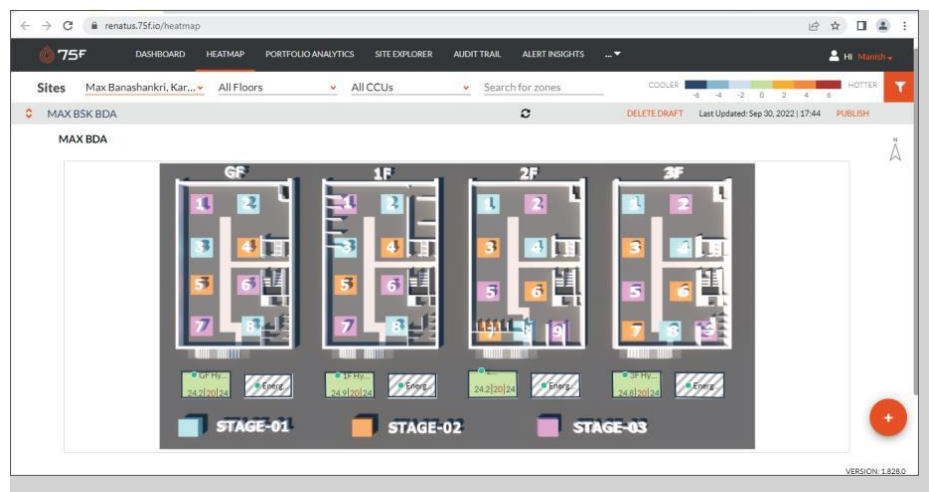 renatus.75f.io/heatmap
75F DASHBOARD HEATMAP PORTFOLIO ANALYTICS SITE EXPLORER AUDIT TRAIL ALERT INSIGHTS ... HI Manish
Sites Max Banashankri, Kar... All Floors All CCUs Search for zones COOLER HOTTER
-6 -4 -2 0 2 4 6
MAX BSK BDA DELETE DRAFT Last Updated: Sep 30, 2022 | 17:44 PUBLISH
MAX BDA
N
GF 1F 2F 3F
1 2 1 2 1 2 1 2
3 4 3 4 3 4 3 4
5 6 5 6 5 6 5 6
7 8 7 8 7 8 9 7 8 9
GF Hy... Energ... 1F Hy... Energ... Energ... 3F Hy... Energ...
24.2|20|24 24.9|20|24 24.2|20|24 24.8|20|24
STAGE-01 STAGE-02 STAGE-03
+
VERSION: 1.828.0